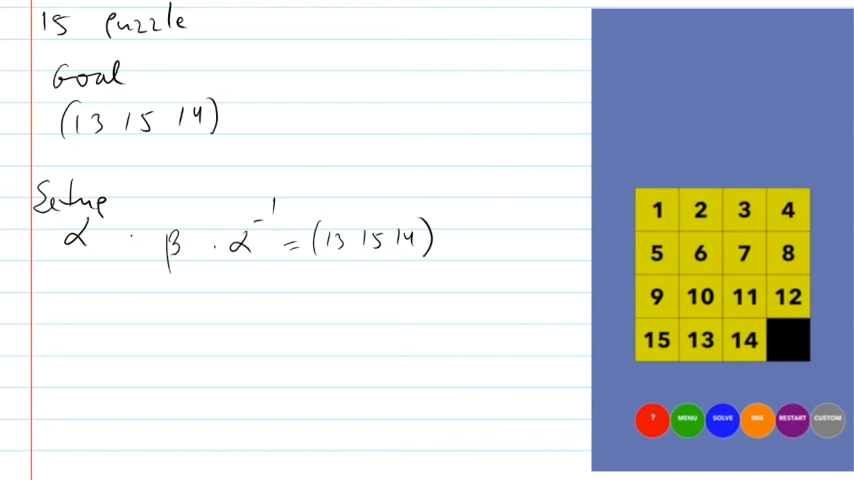 15 puzzle
Goal
(13 15 14)
Setup
α · β · α⁻¹ = (13 15 14)
1 2 3 4
5 6 7 8
9 10 11 12
15 13 14
? MENU SOLVE MIX RESTART CUSTOM